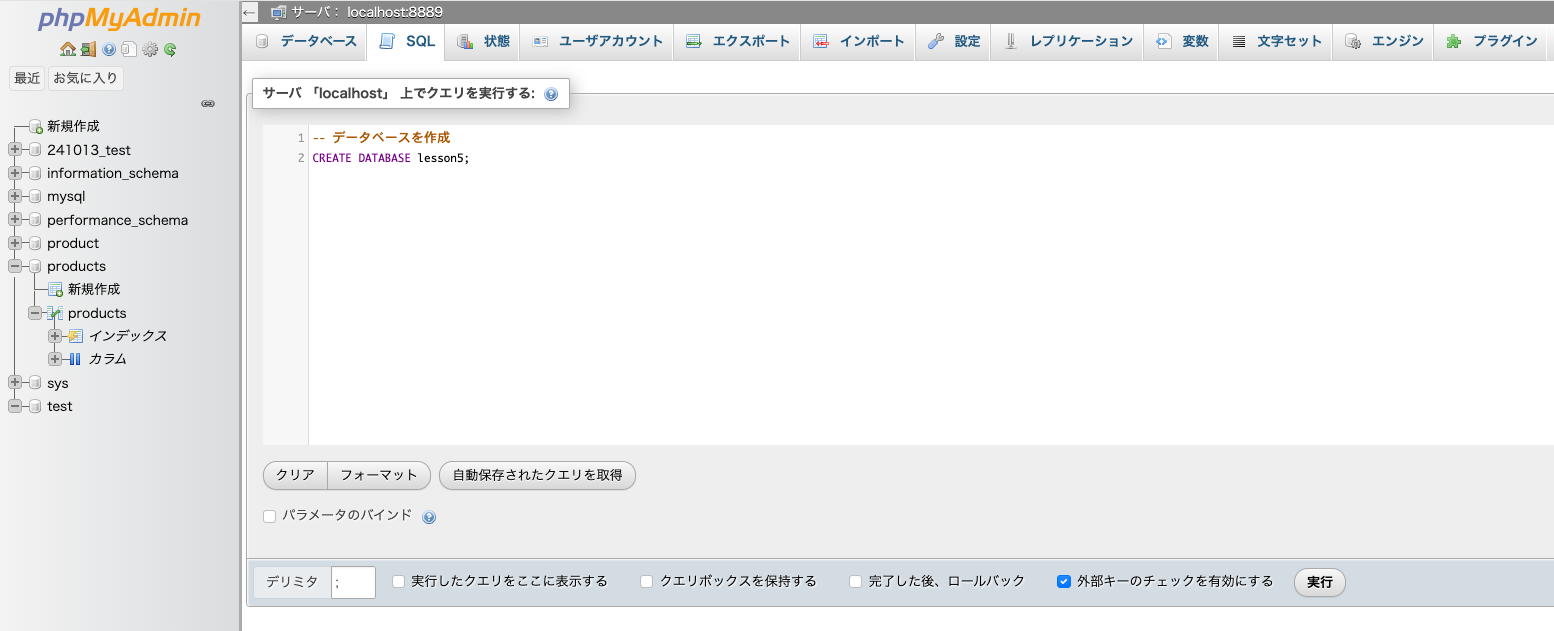 phpMyAdmin
最近 お気に入り
新規作成
241013_test
information_schema
mysql
performance_schema
product
products
新規作成
products
インデックス
カラム
sys
test
サーバ： localhost:8889
データベース SQL 状態 ユーザアカウント エクスポート インポート 設定 レプリケーション 変数 文字セット エンジン プラグイン
サーバ 「localhost」 上でクエリを実行する:
1 -- データベースを作成
2 CREATE DATABASE lesson5;
クリア フォーマット 自動保存されたクエリを取得
パラメータのバインド
デリミタ ; 実行したクエリをここに表示する クエリボックスを保持する 完了した後、ロールバック 外部キーのチェックを有効にする 実行